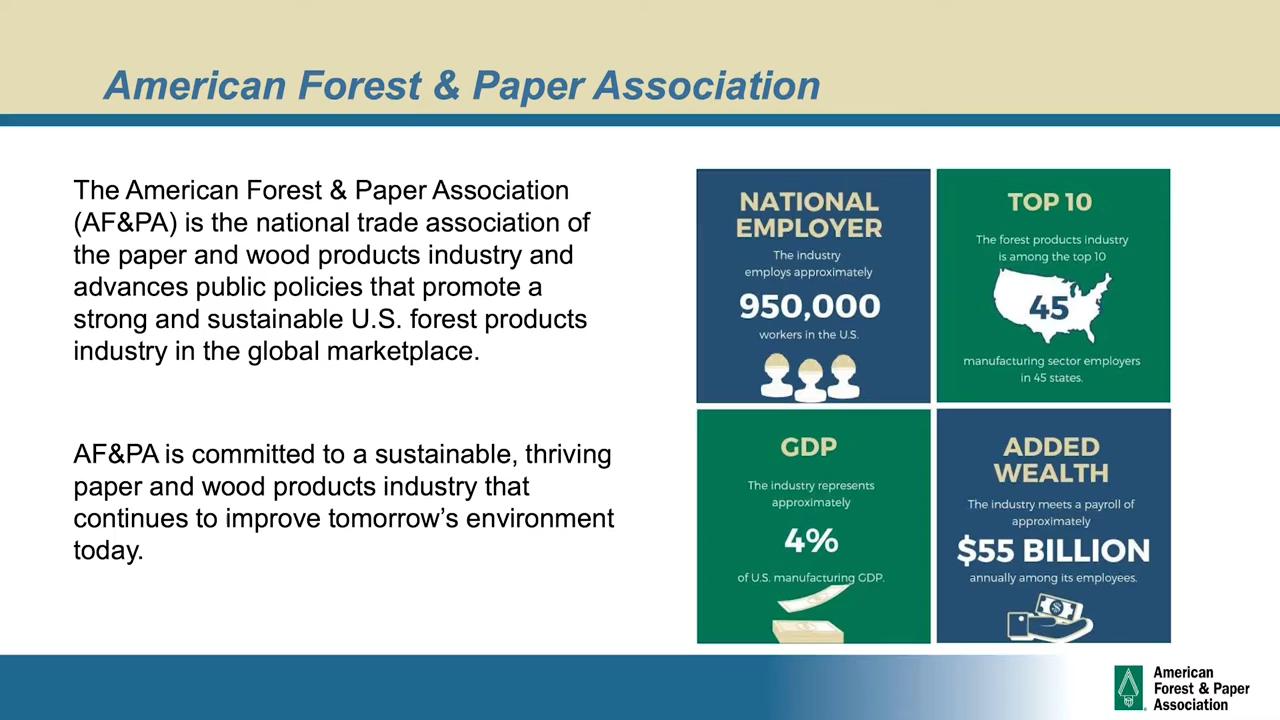 American Forest & Paper Association
The American Forest & Paper Association
(AF&PA) is the national trade association of
the paper and wood products industry and
advances public policies that promote a
strong and sustainable U.S. forest products
industry in the global marketplace.
AF&PA is committed to a sustainable, thriving
paper and wood products industry that
continues to improve tomorrow’s environment
today.
NATIONAL
EMPLOYER
The industry
employs approximately
950,000
workers in the U.S.
TOP 10
The forest products industry
is among the top 10
45
manufacturing sector employers
in 45 states.
GDP
The industry represents
approximately
4%
of U.S. manufacturing GDP.
ADDED
WEALTH
The industry meets a payroll of
approximately
$55 BILLION
annually among its employees.
American
Forest & Paper
Association